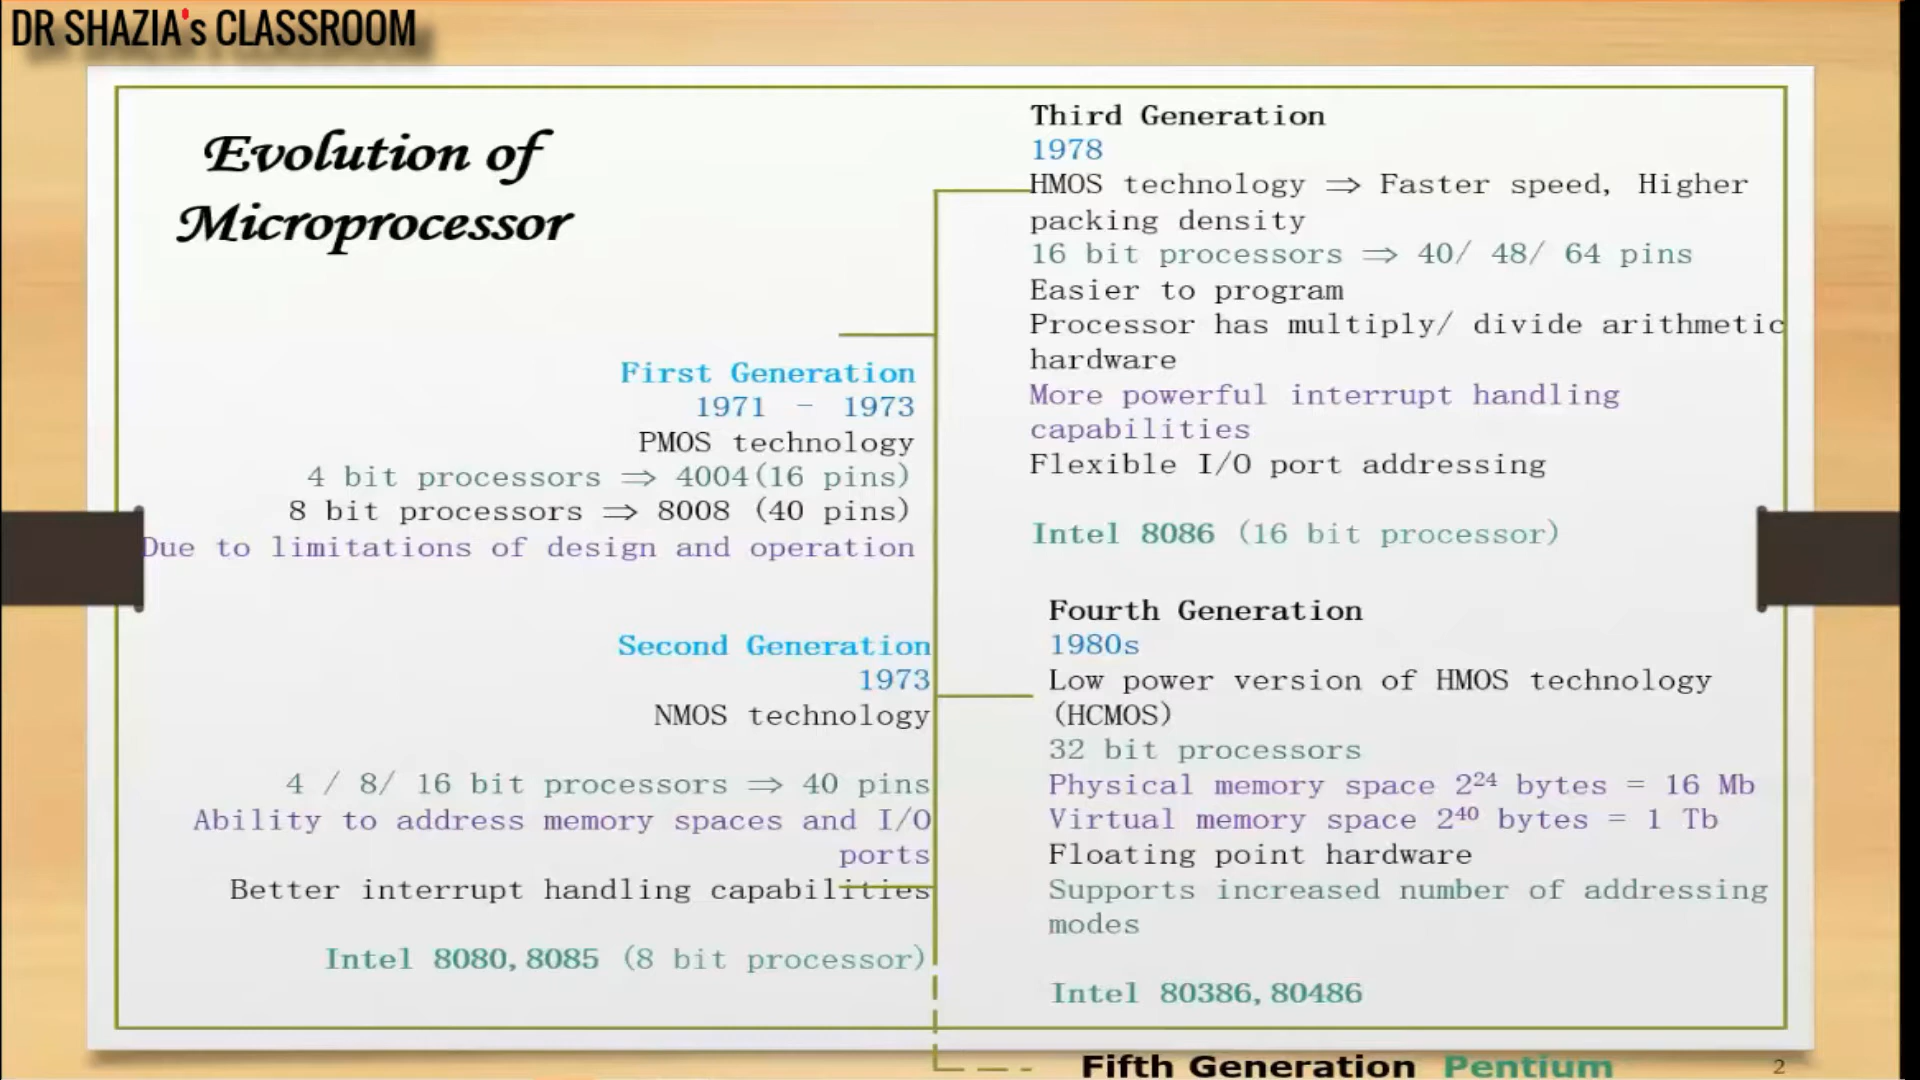 DR SHAZIA's CLASSROOM
Evolution of
Microprocessor
First Generation
1971 - 1973
PMOS technology
4 bit processors ⇒ 4004(16 pins)
8 bit processors ⇒ 8008 (40 pins)
Due to limitations of design and operation
Second Generation
1973
NMOS technology
4 / 8/ 16 bit processors ⇒ 40 pins
Ability to address memory spaces and I/O
ports
Better interrupt handling capabilities
Intel 8080,8085 (8 bit processor)
Third Generation
1978
HMOS technology ⇒ Faster speed, Higher
packing density
16 bit processors ⇒ 40/ 48/ 64 pins
Easier to program
Processor has multiply/ divide arithmetic
hardware
More powerful interrupt handling
capabilities
Flexible I/O port addressing
Intel 8086 (16 bit processor)
Fourth Generation
1980s
Low power version of HMOS technology
(HCMOS)
32 bit processors
Physical memory space 2²⁴ bytes = 16 Mb
Virtual memory space 2⁴⁰ bytes = 1 Tb
Floating point hardware
Supports increased number of addressing
modes
Intel 80386,80486
Fifth Generation Pentium
2